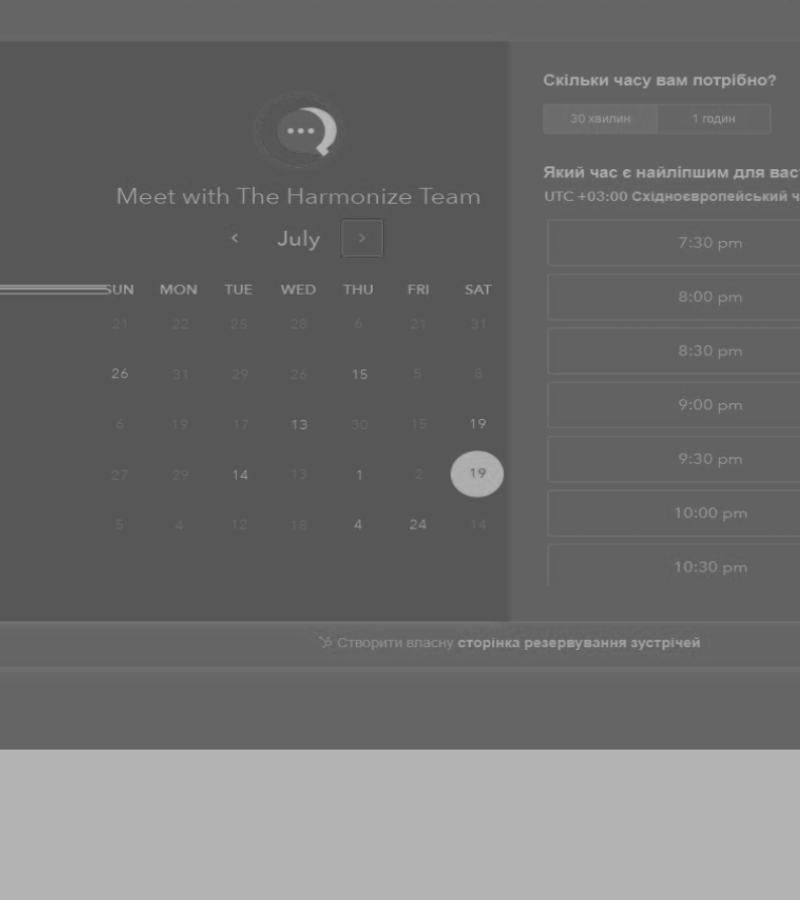 Meet with The Harmonize Team
July
SUN MON TUE WED THU FRI SAT
21 22 25 28 6 21 31
26 31 29 26 15 5 8
6 19 17 13 30 15 19
27 29 14 13 1 2 19
5 4 12 18 4 24 14
Скільки часу вам потрібно?
30 хвилин 1 годин
Який час є найліпшим для вас
UTC +03:00 Східноєвропейський ч
7:30 pm
8:00 pm
8:30 pm
9:00 pm
9:30 pm
10:00 pm
10:30 pm
Створити власну сторінка резервування зустрічей